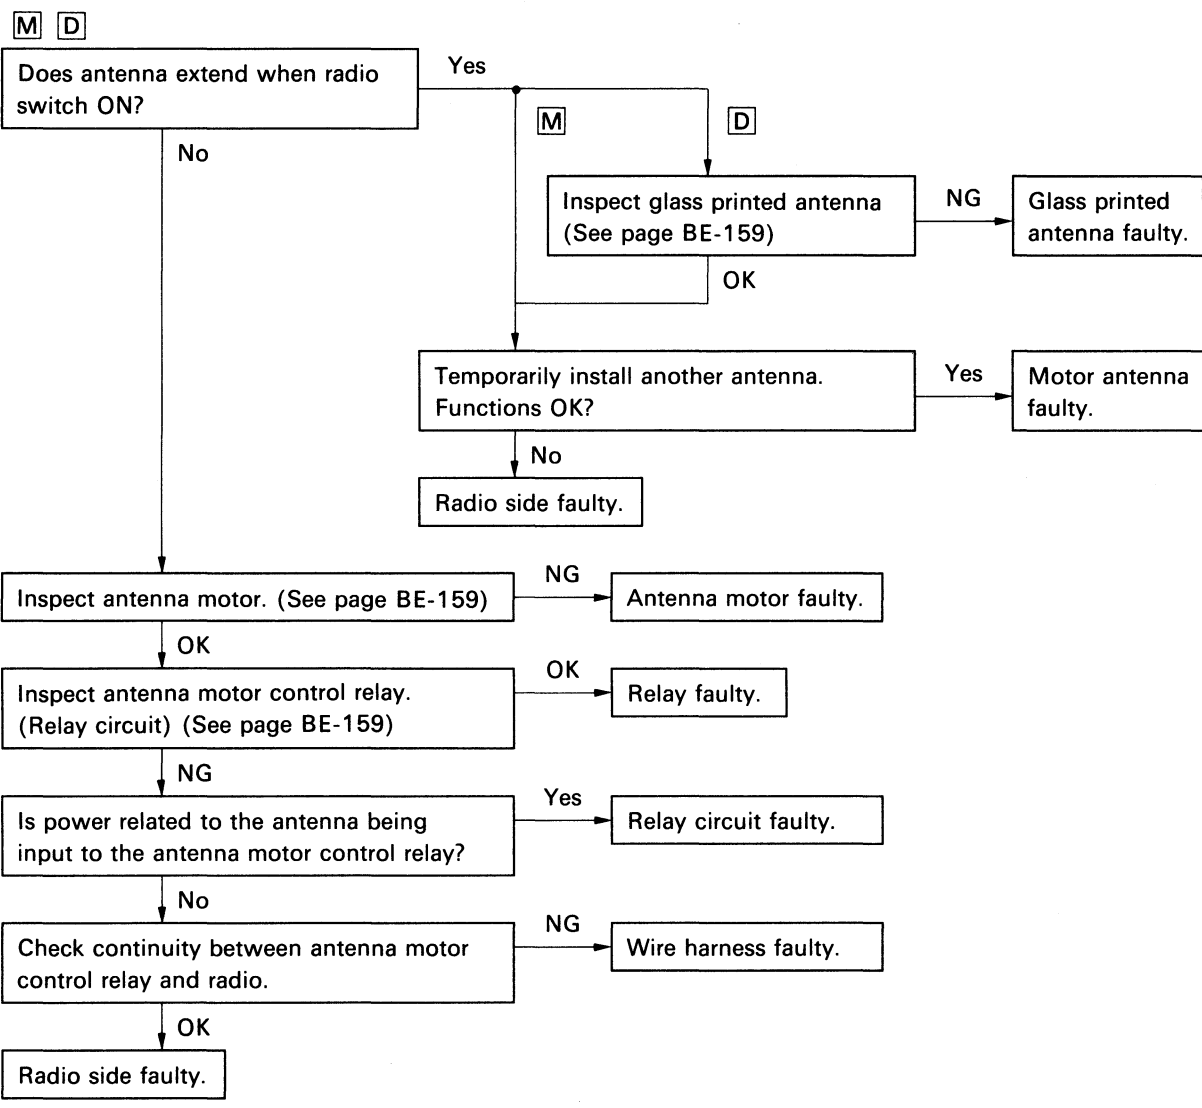 M D
Does antenna extend when radio
switch ON?
Yes
No
M
D
Inspect glass printed antenna
(See page BE-159)
NG
Glass printed
antenna faulty.
OK
Temporarily install another antenna.
Functions OK?
Yes
Motor antenna
faulty.
No
Radio side faulty.
Inspect antenna motor. (See page BE-159)
NG
Antenna motor faulty.
OK
Inspect antenna motor control relay.
(Relay circuit) (See page BE-159)
OK
Relay faulty.
NG
Is power related to the antenna being
input to the antenna motor control relay?
Yes
Relay circuit faulty.
No
Check continuity between antenna motor
control relay and radio.
NG
Wire harness faulty.
OK
Radio side faulty.